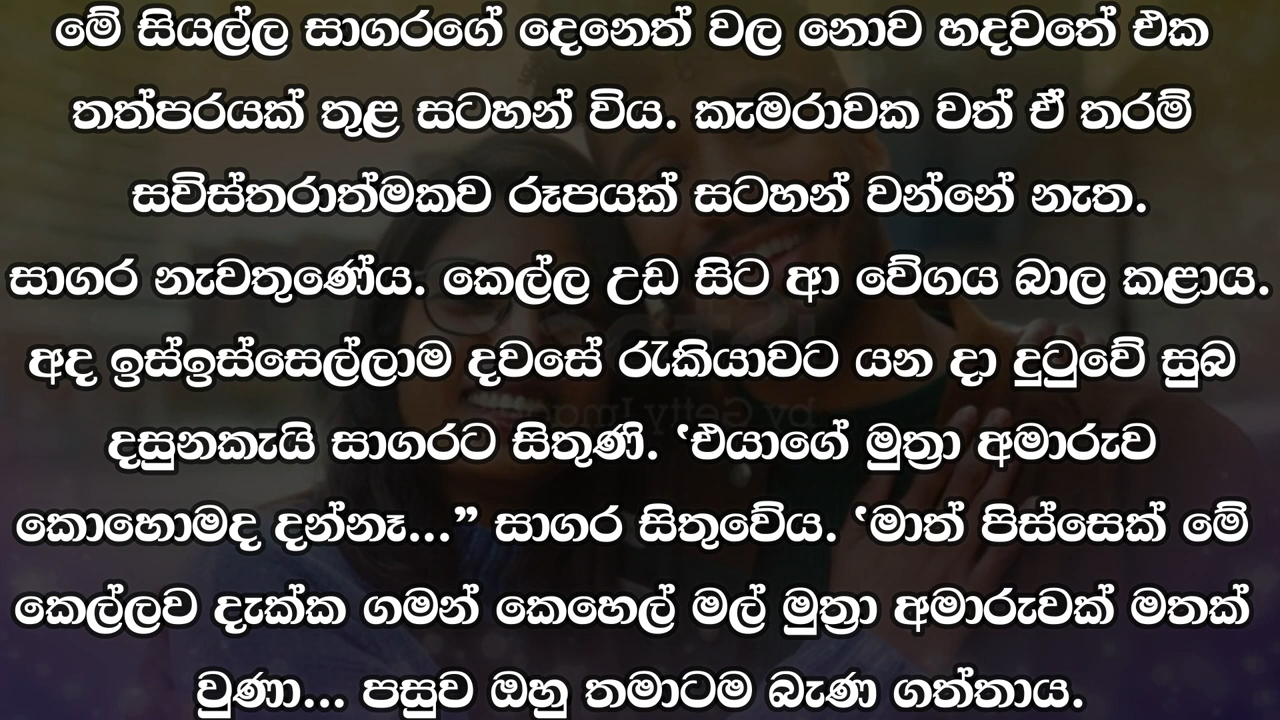 මේ සියල්ල සාගරගේ දෙනෙත් වල නොව හදවතේ එක
තත්පරයක් තුළ සටහන් විය. කැමරාවක වත් ඒ තරම්
සවිස්තරාත්මකව රූපයක් සටහන් වන්නේ නැත.
සාගර නැවතුණේය. කෙල්ල උඩ සිට ආ වේගය බාල කළාය.
අද ඉස්ඉස්සෙල්ලාම දවසේ රැකියාවට යන දා දුටුවේ සුබ
දසුනකැයි සාගරට සිතුණි. ‛එයාගේ මුත්‍රා අමාරුව
කොහොමද දන්නෑ...” සාගර සිතුවේය. ‛මාත් පිස්සෙක් මේ
කෙල්ලව දැක්ක ගමන් කෙහෙල් මල් මුත්‍රා අමාරුවක් මතක්
වුණා... පසුව ඔහු තමාටම බැණ ගත්තාය.